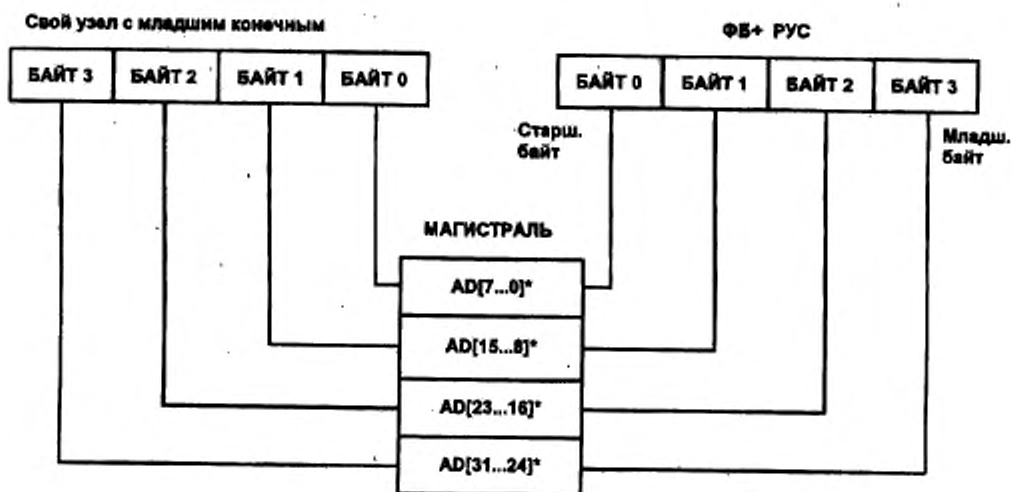 Свой узел с младшим конечным
ФБ+ РУС
БАЙТ 3 БАЙТ 2 БАЙТ 1 БАЙТ 0
БАЙТ 0 БАЙТ 1 БАЙТ 2 БАЙТ 3
Старш.
байт
Младш.
байт
МАГИСТРАЛЬ
AD[7...0]*
AD[15...8]*
AD[23...16]*
AD[31...24]*